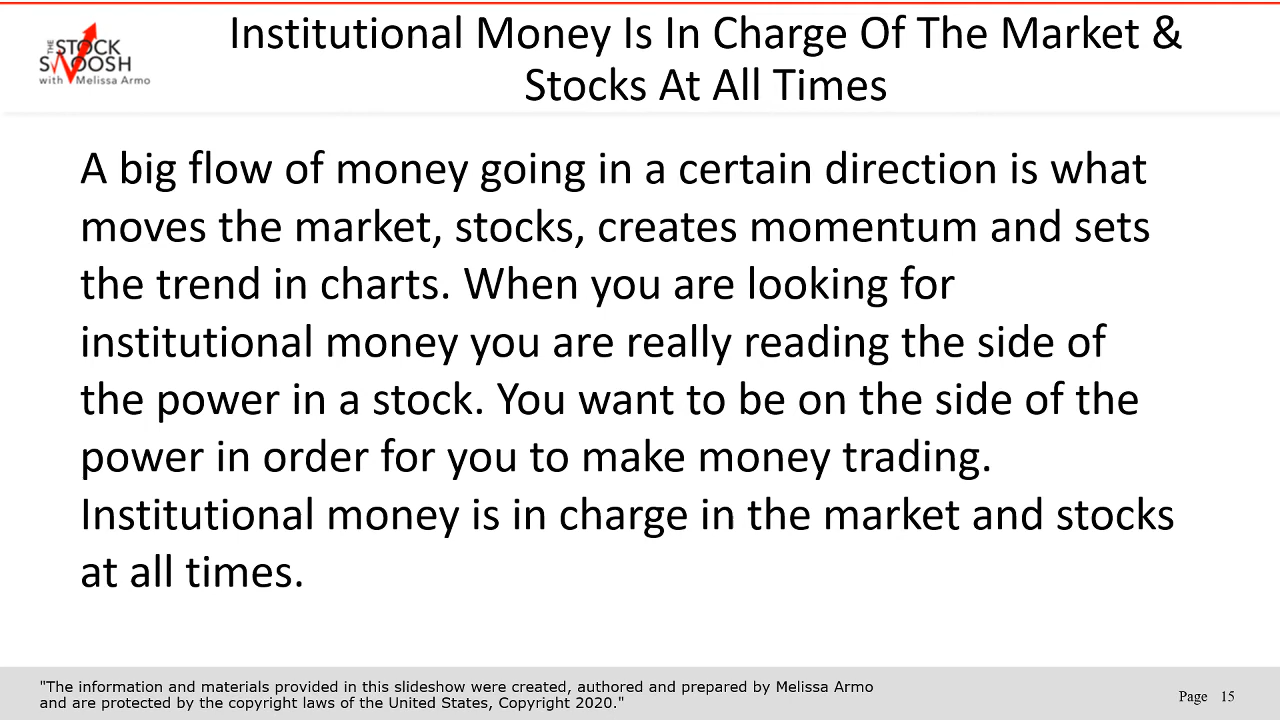 THE STOCK
SWOOSH
with Melissa Armo
Institutional Money Is In Charge Of The Market &
Stocks At All Times
A big flow of money going in a certain direction is what
moves the market, stocks, creates momentum and sets
the trend in charts. When you are looking for
institutional money you are really reading the side of
the power in a stock. You want to be on the side of the
power in order for you to make money trading.
Institutional money is in charge in the market and stocks
at all times.
"The information and materials provided in this slideshow were created, authored and prepared by Melissa Armo
and are protected by the copyright laws of the United States, Copyright 2020."
Page 15